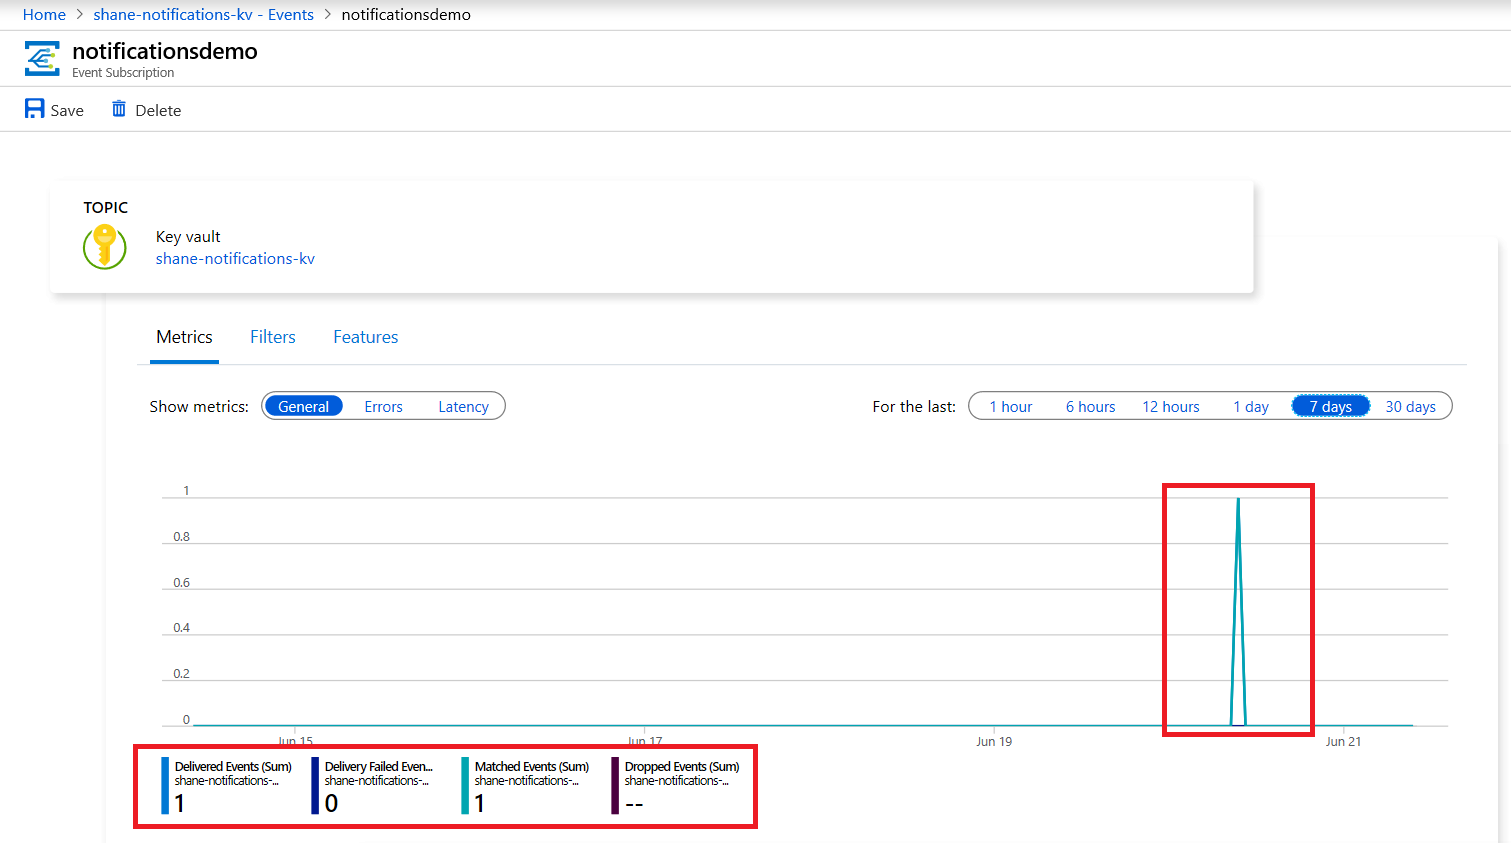 Home > shane-notifications-kv - Events > notificationsdemo
notificationsdemo
Event Subscription
Save Delete
TOPIC
Key vault
shane-notifications-kv
Metrics Filters Features
Show metrics: General Errors Latency For the last: 1 hour 6 hours 12 hours 1 day 7 days 30 days
1
0.8
0.6
0.4
0.2
0
Jun 15 Jun 17 Jun 19 Jun 21
Delivered Events (Sum) Delivery Failed Even... Matched Events (Sum) Dropped Events (Sum)
shane-notifications-... shane-notifications-... shane-notifications-... shane-notifications-...
1 0 1 --